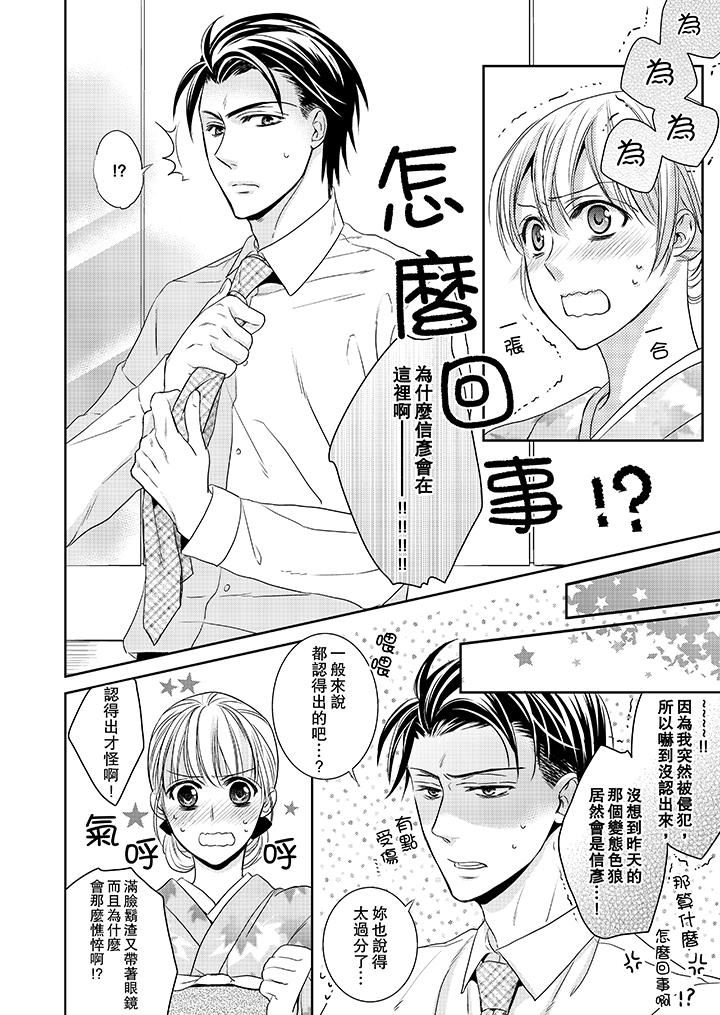 為
為
為
一合
一張
怎麼回事!?
為什麼信彥會在
這裡啊——!!!!
!?
~~~~!!
因為我突然被侵犯，
所以嚇到沒認出來，
沒想到昨天的
那個變態色狼
居然會是信彥…！
那算什麼
怎麼回事啊
!?
喂喂
一般來說
都認得出的吧…？
有點
受傷
妳也說得
太過分了…
認得出才怪啊！
氣呼呼
滿臉鬍渣又帶著眼鏡
而且為什麼
會那麼憔悴啊!?